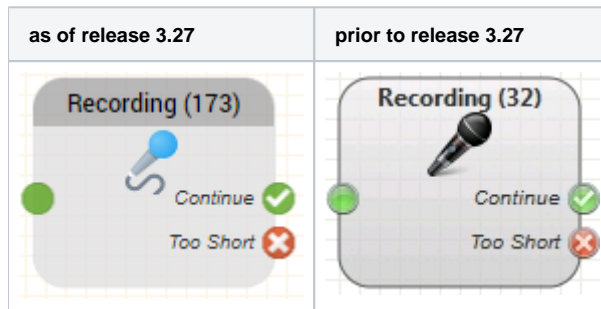 as of release 3.27
prior to release 3.27
Recording (173)
Continue
Too Short
Recording (32)
Continue
Too Short